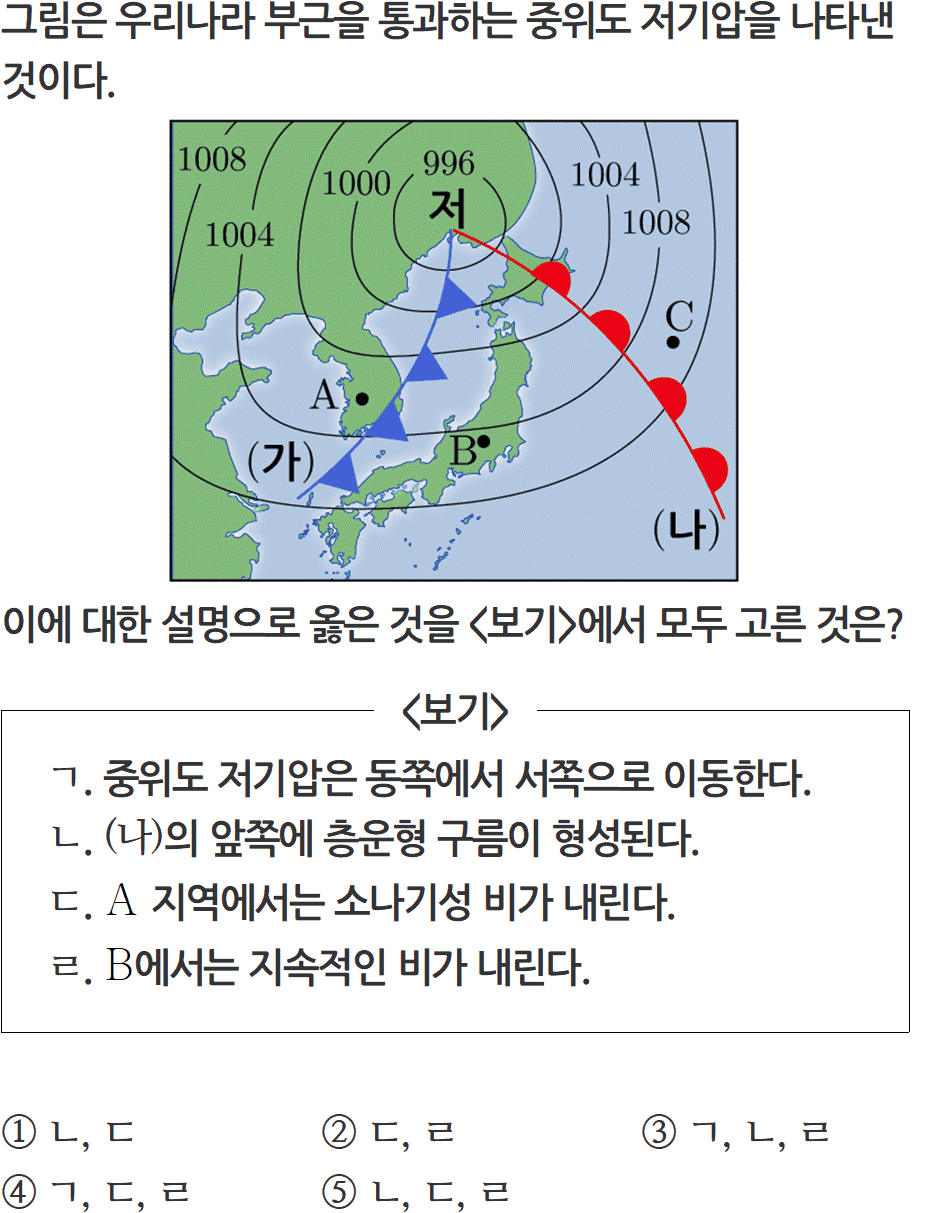 그림은 우리나라 부근을 통과하는 중위도 저기압을 나타낸
것이다.
1008
1004
1000
996
저
1004
1008
C
A
B
(가)
(나)
이에 대한 설명으로 옳은 것을 <보기>에서 모두 고른 것은?
<보기>
ㄱ. 중위도 저기압은 동쪽에서 서쪽으로 이동한다.
ㄴ. (나)의 앞쪽에 층운형 구름이 형성된다.
ㄷ. A 지역에서는 소나기성 비가 내린다.
ㄹ. B에서는 지속적인 비가 내린다.
① ㄴ, ㄷ ② ㄷ, ㄹ ③ ㄱ, ㄴ, ㄹ
④ ㄱ, ㄷ, ㄹ ⑤ ㄴ, ㄷ, ㄹ